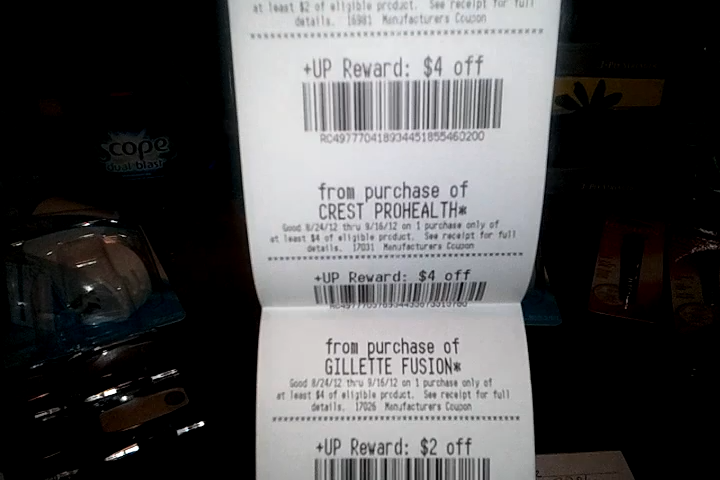 at least $2 of eligible product. See receipt for full
details. 16981 Manufacturers Coupon
+UP Reward: $4 off
RC497770418934451855460200
from purchase of
CREST PROHEALTH*
Good 8/24/12 thru 9/16/12 on 1 purchase only of
at least $4 of eligible product. See receipt for full
details. 17031 Manufacturers Coupon
+UP Reward: $4 off
from purchase of
GILLETTE FUSION*
Good 8/24/12 thru 9/16/12 on 1 purchase only of
at least $4 of eligible product. See receipt for full
details. 17026 Manufacturers Coupon
+UP Reward: $2 off
scope
dual blast